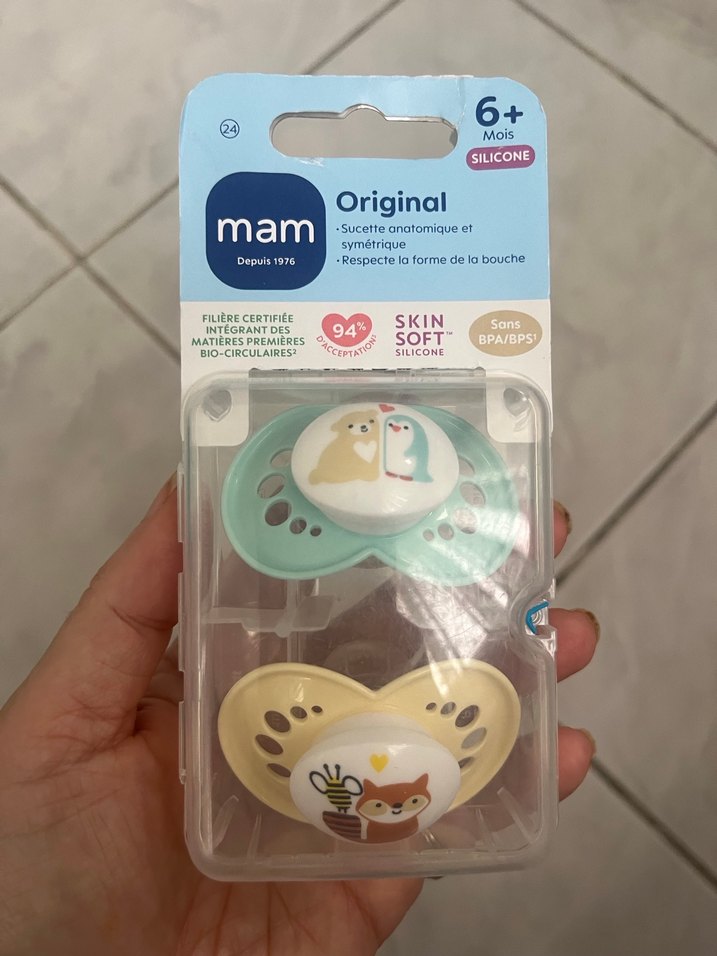 24
6+
Mois
SILICONE
mam
Depuis 1976
Original
• Sucette anatomique et
symétrique
• Respecte la forme de la bouche
FILIÈRE CERTIFIÉE
INTÉGRANT DES
MATIÈRES PREMIÈRES
BIO-CIRCULAIRES²
94%
D'ACCEPTATION³
SKIN
SOFT™
SILICONE
Sans
BPA/BPS¹